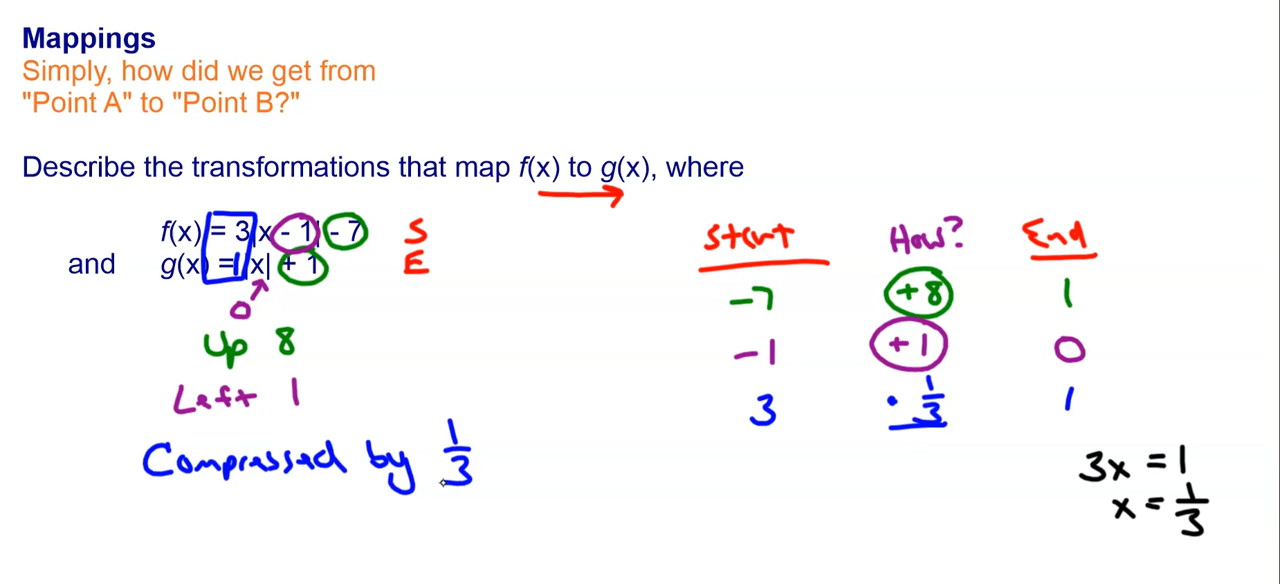 Mappings
Simply, how did we get from
"Point A" to "Point B?"
Describe the transformations that map f(x) to g(x), where
f(x) = 3|x - 1| - 7 S
and g(x) = 1|x| + 1 E
0
Up 8
Left 1
Compressed by 1/3
Start How? End
-7 +8 1
-1 +1 0
3 · 1/3 1
3x = 1
x = 1/3